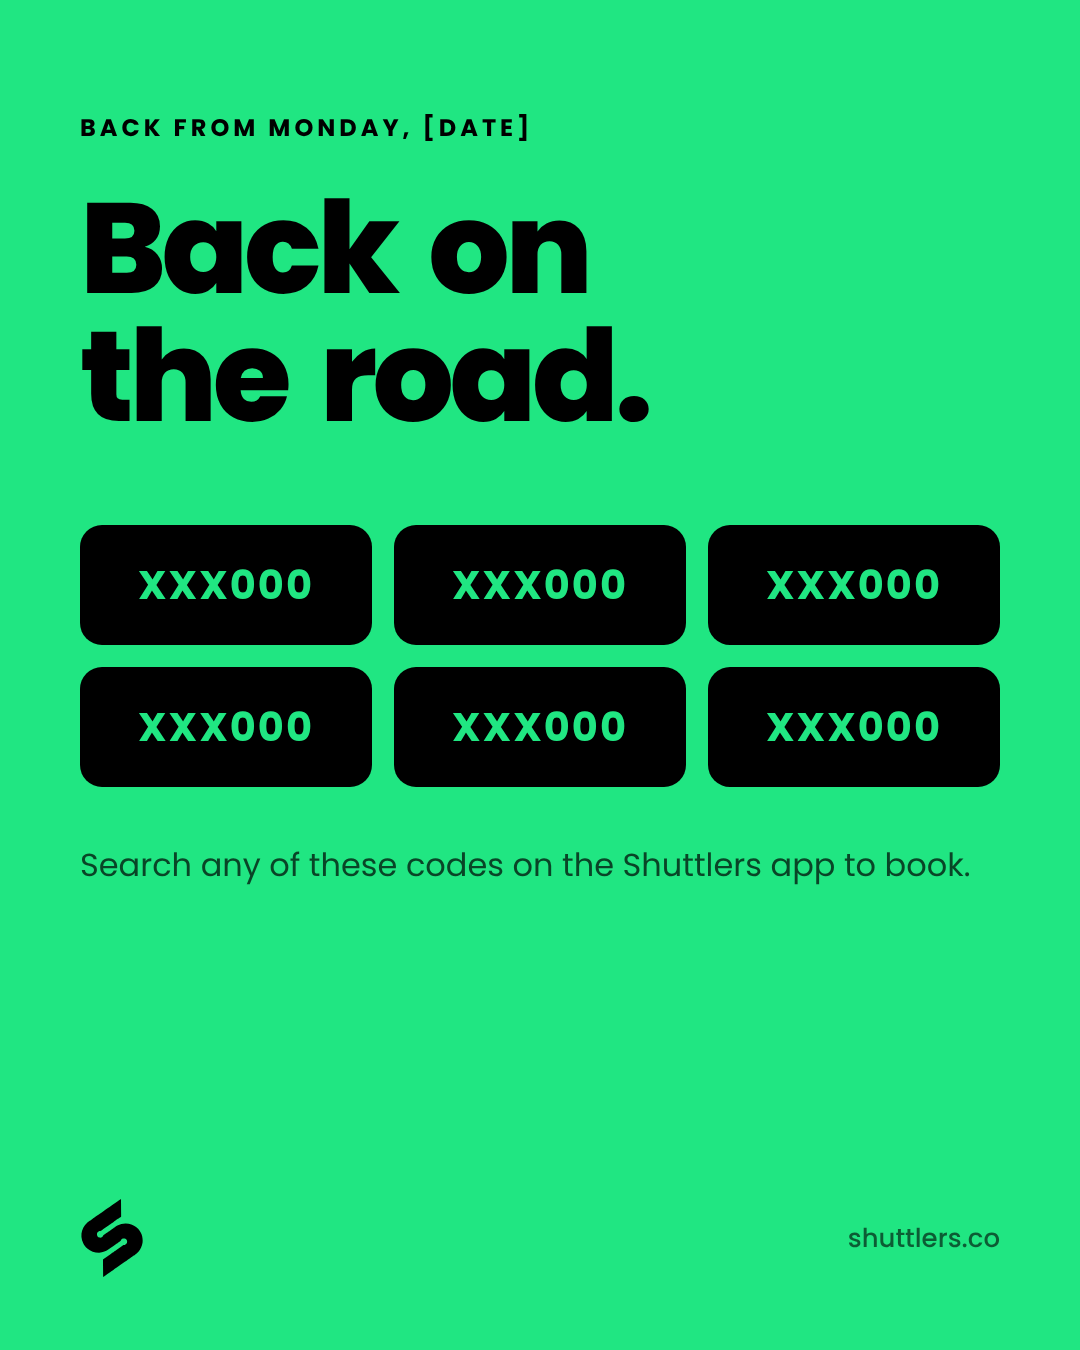 BACK FROM MONDAY, [DATE]
Back on
the road.
XXX000 XXX000 XXX000
XXX000 XXX000 XXX000
Search any of these codes on the Shuttlers app to book.
shuttlers.co